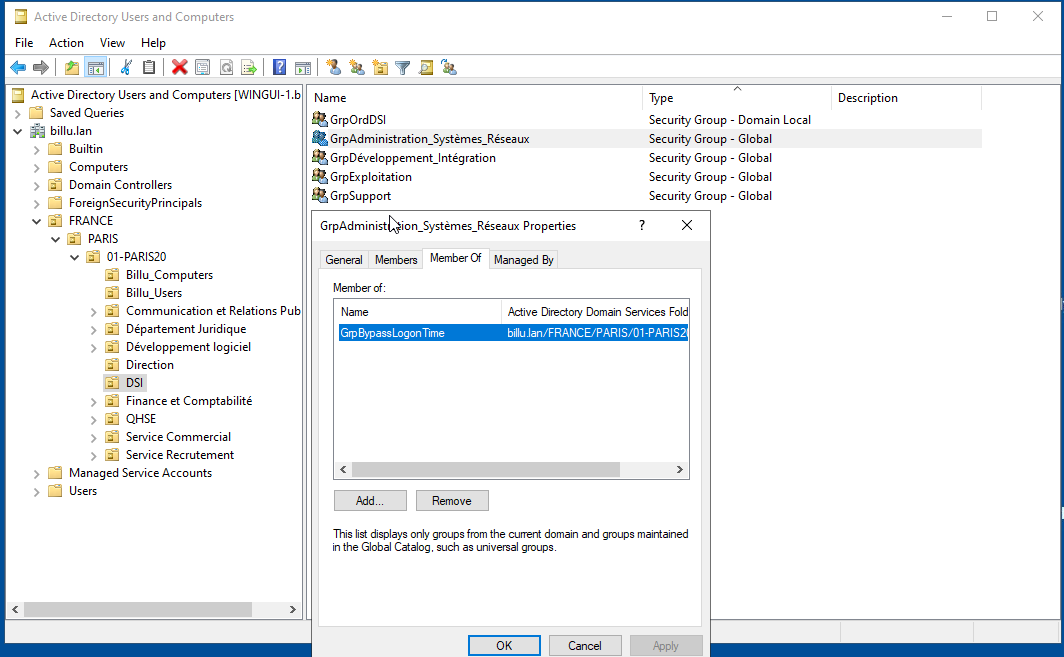 Active Directory Users and Computers
File Action View Help
Active Directory Users and Computers [WINGUI-1.b
Saved Queries
billu.lan
Builtin
Computers
Domain Controllers
ForeignSecurityPrincipals
FRANCE
PARIS
01-PARIS20
Billu_Computers
Billu_Users
Communication et Relations Pub
Département Juridique
Développement logiciel
Direction
DSI
Finance et Comptabilité
QHSE
Service Commercial
Service Recrutement
Managed Service Accounts
Users
Name Type Description
GrpOrdDSI Security Group - Domain Local
GrpAdministration_Systèmes_Réseaux Security Group - Global
GrpDéveloppement_Intégration Security Group - Global
GrpExploitation Security Group - Global
GrpSupport Security Group - Global
GrpAdministration_Systèmes_Réseaux Properties ?
General Members Member Of Managed By
Member of:
Name Active Directory Domain Services Fold
GrpBypassLogonTime billu.lan/FRANCE/PARIS/01-PARIS20
Add... Remove
This list displays only groups from the current domain and groups maintained
in the Global Catalog, such as universal groups.
OK Cancel Apply